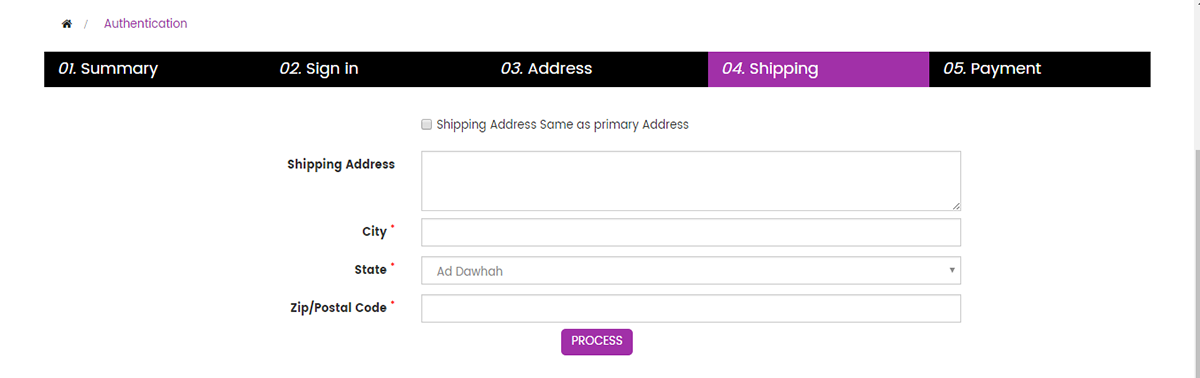 / Authentication
01. Summary 02. Sign in 03. Address 04. Shipping 05. Payment
Shipping Address Same as primary Address
Shipping Address
City *
State * Ad Dawhah
Zip/Postal Code *
PROCESS